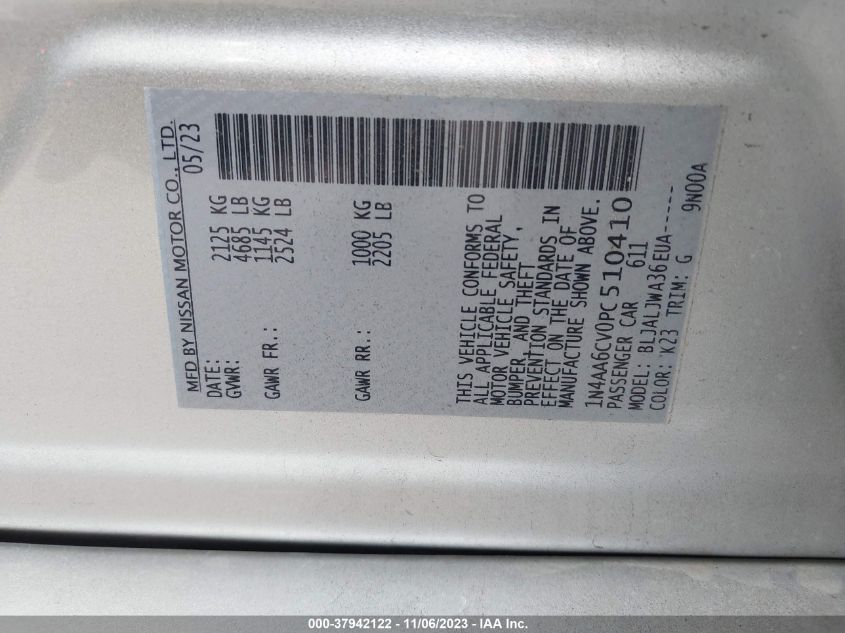 MFD BY NISSAN MOTOR CO., LTD.
DATE: 05/23
GVWR: 2125 KG
4685 LB
GAWR FR.: 1145 KG
2524 LB
GAWR RR.: 1000 KG
2205 LB
THIS VEHICLE CONFORMS TO
ALL APPLICABLE FEDERAL
MOTOR VEHICLE SAFETY,
BUMPER, AND THEFT
PREVENTION STANDARDS IN
EFFECT ON THE DATE OF
MANUFACTURE SHOWN ABOVE.
1N4AA6CV0PC510410
PASSENGER CAR 611
MODEL: BLJALJWA36EUA------
COLOR: K23 TRIM: G 9N00A
000-37942122 - 11/06/2023 - IAA Inc.